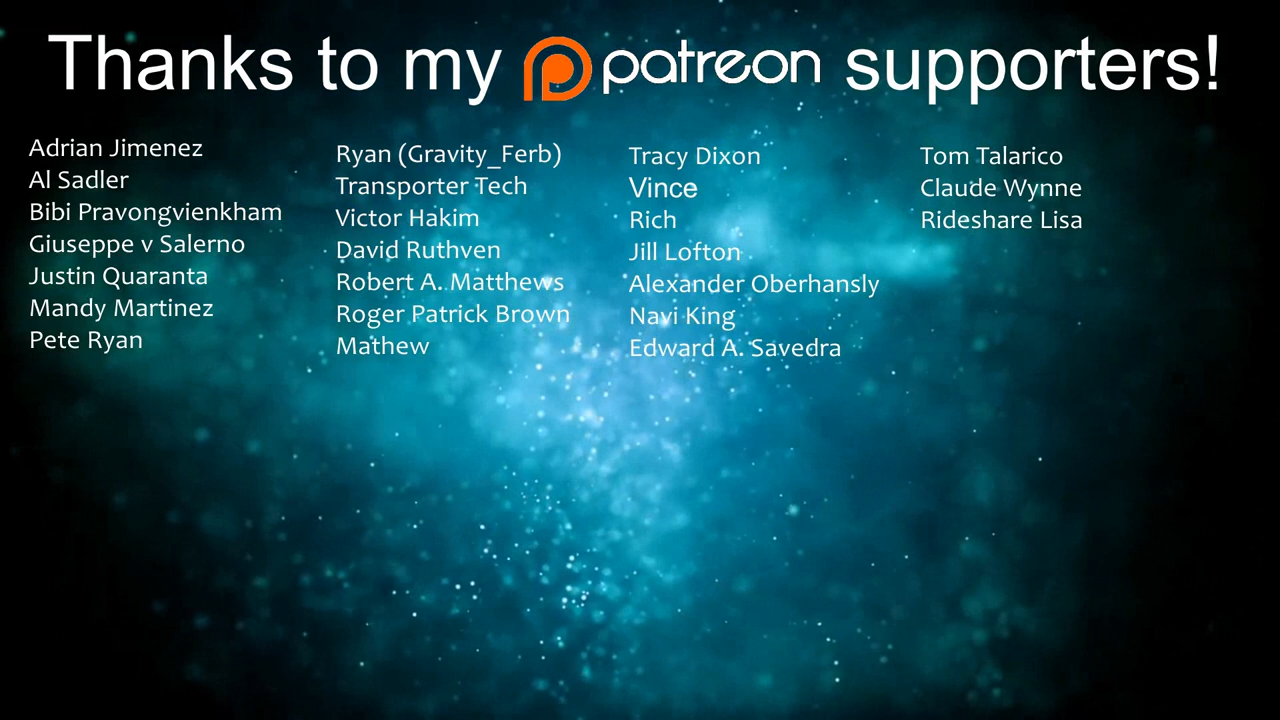 Thanks to my patreon supporters!
Adrian Jimenez
Al Sadler
Bibi Pravongvienkham
Giuseppe v Salerno
Justin Quaranta
Mandy Martinez
Pete Ryan
Ryan (Gravity_Ferb)
Transporter Tech
Victor Hakim
David Ruthven
Robert A. Matthews
Roger Patrick Brown
Mathew
Tracy Dixon
Vince
Rich
Jill Lofton
Alexander Oberhansly
Navi King
Edward A. Savedra
Tom Talarico
Claude Wynne
Rideshare Lisa